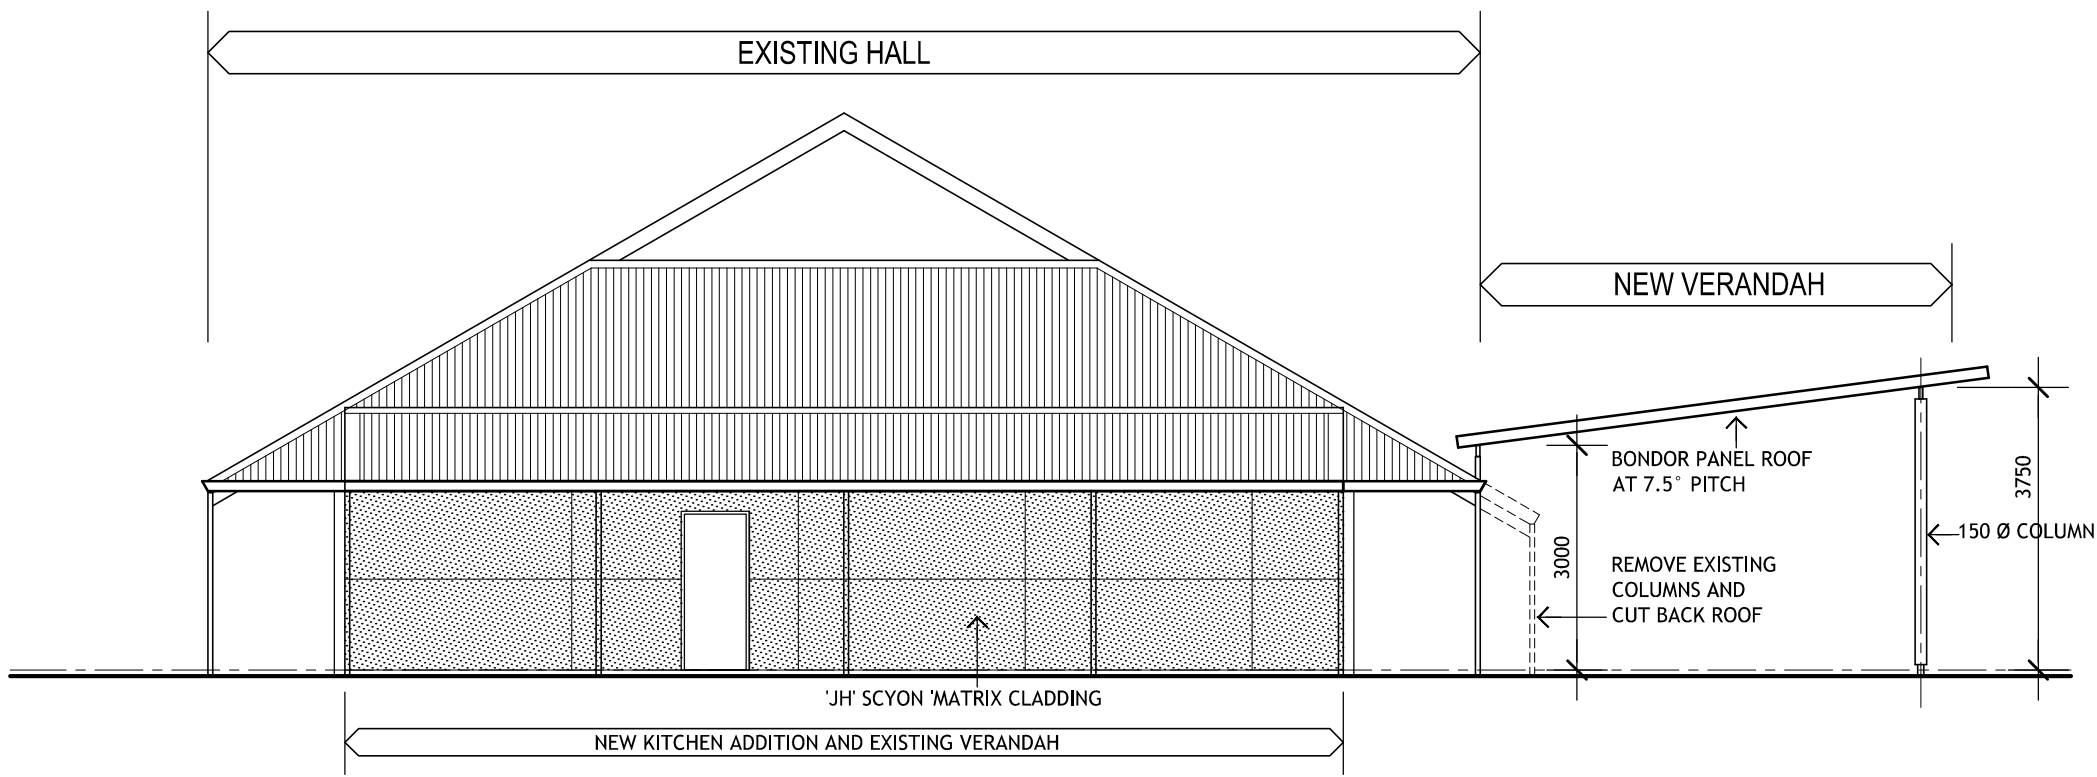 EXISTING HALL
NEW VERANDAH
BONDOR PANEL ROOF
AT 7.5° PITCH
3750
150 Ø COLUMN
3000
REMOVE EXISTING
COLUMNS AND
CUT BACK ROOF
'JH' SCYON 'MATRIX CLADDING
NEW KITCHEN ADDITION AND EXISTING VERANDAH